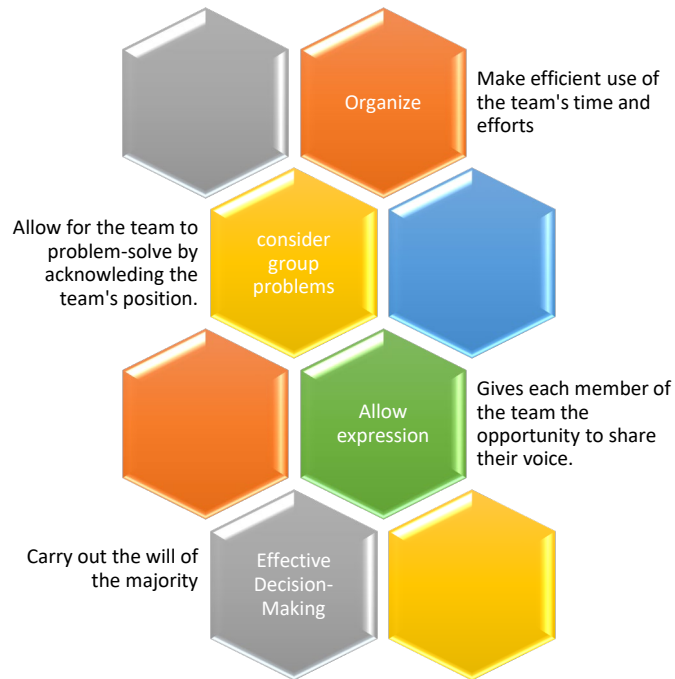 Organize
Make efficient use of
the team's time and
efforts
Allow for the team to
problem-solve by
acknowleding the
team's position.
consider
group
problems
Allow
expression
Gives each member of
the team the
opportunity to share
their voice.
Carry out the will of
the majority
Effective
Decision-
Making